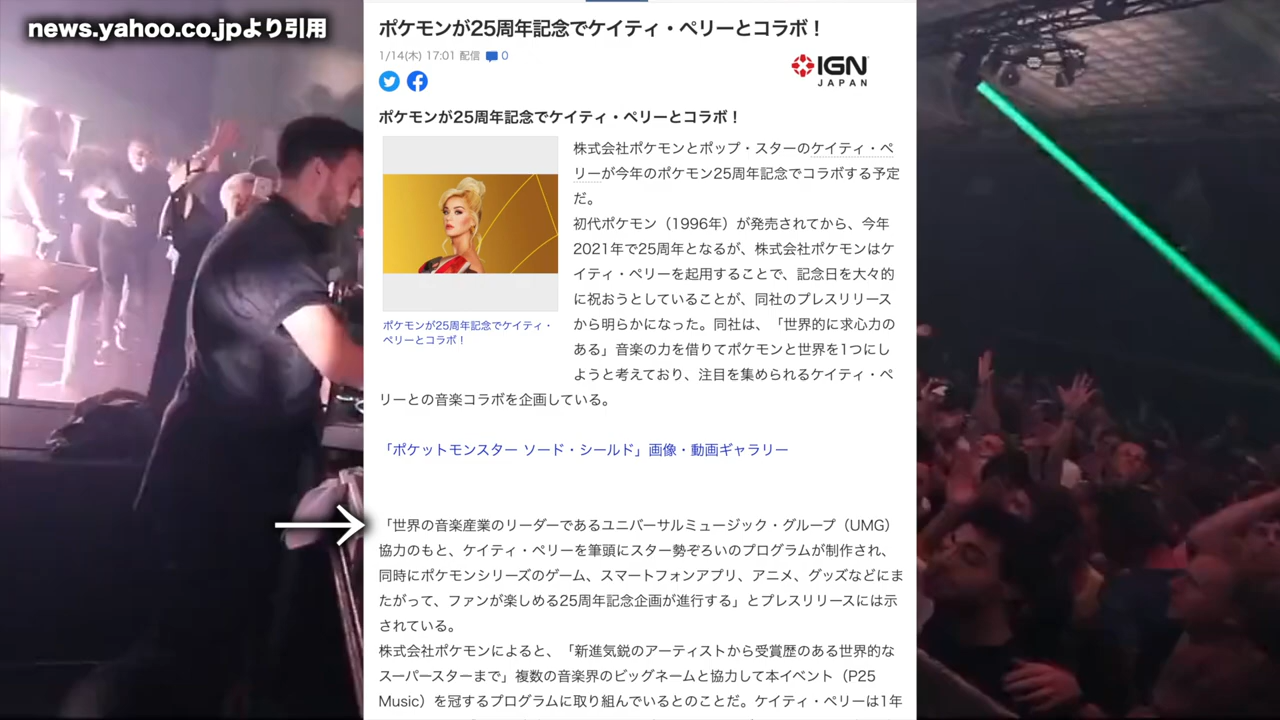 news.yahoo.co.jpより引用
ポケモンが25周年記念でケイティ・ペリーとコラボ！
1/14(木) 17:01 配信 0
IGN
JAPAN
ポケモンが25周年記念でケイティ・ペリーとコラボ！
ポケモンが25周年記念でケイティ・
ペリーとコラボ！
株式会社ポケモンとポップ・スターのケイティ・ペ
リーが今年のポケモン25周年記念でコラボする予定
だ。
初代ポケモン（1996年）が発売されてから、今年
2021年で25周年となるが、株式会社ポケモンはケ
イティ・ペリーを起用することで、記念日を大々的
に祝おうとしていることが、同社のプレスリリース
から明らかになった。同社は、「世界的に求心力の
ある」音楽の力を借りてポケモンと世界を1つにし
ようと考えており、注目を集められるケイティ・ペ
リーとの音楽コラボを企画している。
「ポケットモンスター ソード・シールド」画像・動画ギャラリー
「世界の音楽産業のリーダーであるユニバーサルミュージック・グループ（UMG）
協力のもと、ケイティ・ペリーを筆頭にスター勢ぞろいのプログラムが制作され、
同時にポケモンシリーズのゲーム、スマートフォンアプリ、アニメ、グッズなどにま
たがって、ファンが楽しめる25周年記念企画が進行する」とプレスリリースには示
されている。
株式会社ポケモンによると、「新進気鋭のアーティストから受賞歴のある世界的な
スーパースターまで」複数の音楽界のビッグネームと協力して本イベント（P25
Music）を冠するプログラムに取り組んでいるとのことだ。ケイティ・ペリーは1年